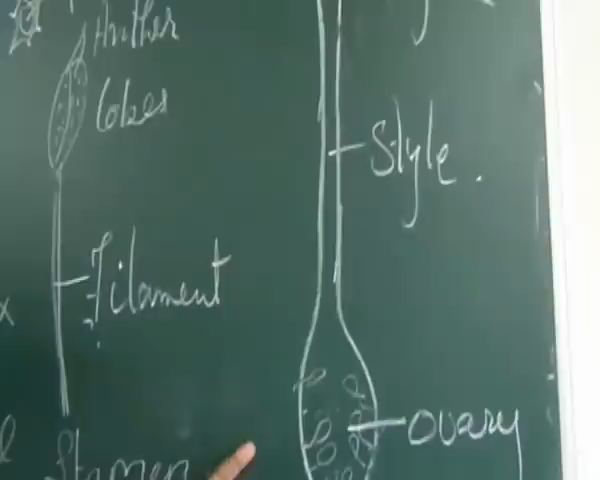 Anther
Lobes
Filament
Stamen
Style.
ovary